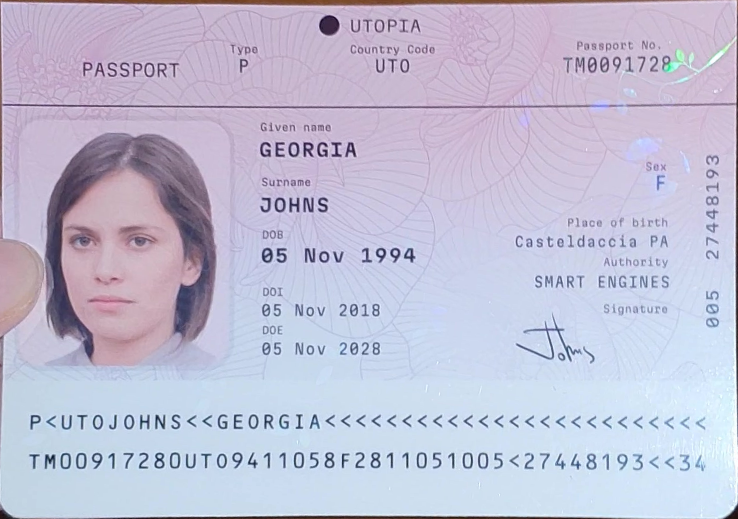 UTOPIA
Type
Country Code
Passport No.
PASSPORT
P
UTO
TM0091728
Given name
GEORGIA
Surname
JOHNS
Sex
F
DOB
05 Nov 1994
Place of birth
Casteldaccia PA
Authority
SMART ENGINES
DOI
05 Nov 2018
Signature
Johns
DOE
05 Nov 2028
005 27448193
P<UTOJOHNS<<GEORGIA<<<<<<<<<<<<<<<<<<<<<<<<<
TM00917280UTO9411058F2811051005<27448193<<34